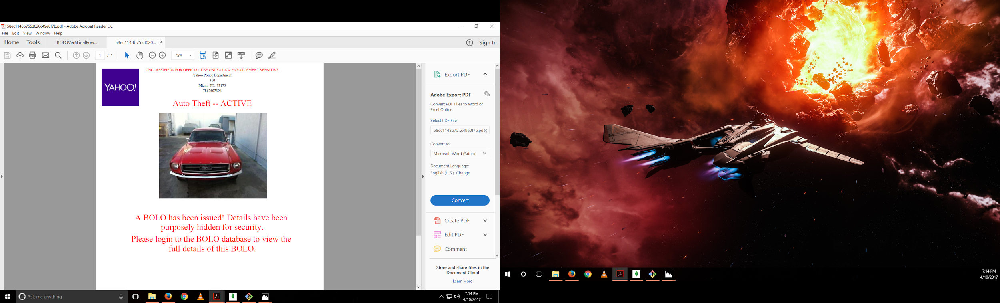 58ec1148b7553020c49e0f7b.pdf - Adobe Acrobat Reader DC
File Edit View Window Help
Home Tools BOLOVer6FinalPow... 58ec1148b7553020... ×
? Sign In
1 / 1 75%
UNCLASSIFIED// FOR OFFICIAL USE ONLY// LAW ENFORCEMENT SENSITIVE
Yahoo Police Department
310
Miami, FL, 33175
7862507394
YAHOO!
Auto Theft -- ACTIVE
A BOLO has been issued! Details have been
purposely hidden for security.
Please login to the BOLO database to view the
full details of this BOLO.
Export PDF
Adobe Export PDF
Convert PDF Files to Word or
Excel Online
Select PDF File
58ec1148b75...c49e0f7b.pdf
Convert to
Microsoft Word (*.docx)
Document Language:
English (U.S.) Change
Convert
Create PDF
Edit PDF
Comment
Store and share files in the
Document Cloud
Learn More
Ask me anything
7:14 PM
4/10/2017
7:14 PM
4/10/2017